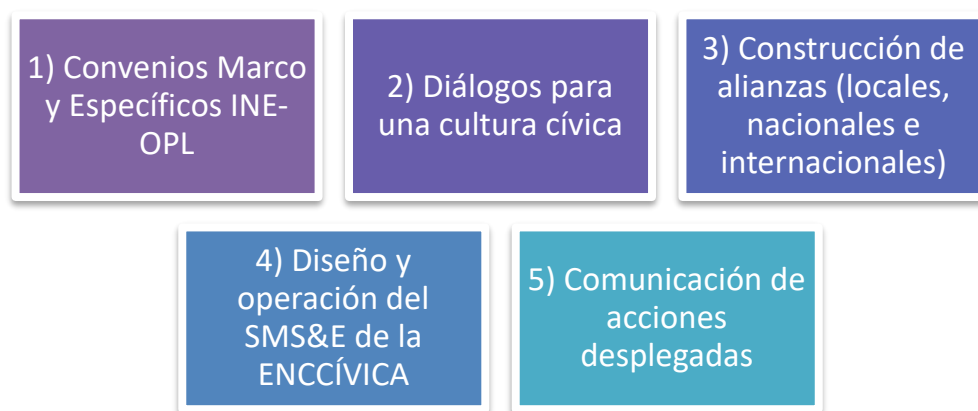 1) Convenios Marco
y Específicos INE-
OPL
2) Diálogos para
una cultura cívica
3) Construcción de
alianzas (locales,
nacionales e
internacionales)
4) Diseño y
operación del
SMS&E de la
ENCCÍVICA
5) Comunicación de
acciones
desplegadas